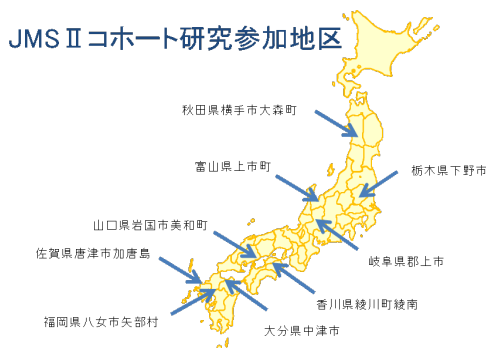 JMSⅡコホート研究参加地区
秋田県横手市大森町
富山県上市町
栃木県下野市
山口県岩国市美和町
佐賀県唐津市加唐島
岐阜県郡上市
香川県綾川町綾南
福岡県八女市矢部村
大分県中津市